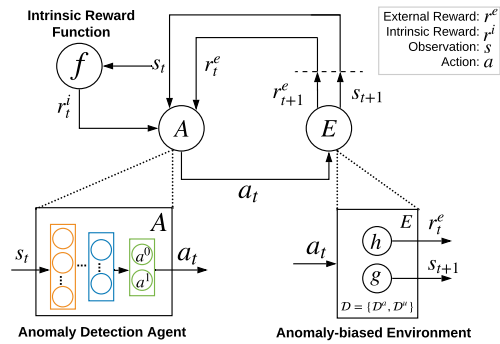 Intrinsic Reward
Function
External Reward: r^e
Intrinsic Reward: r^i
Observation: s
Action: a
f
s_t
r_t^e
r_t^i
r_{t+1}^e
s_{t+1}
A
E
a_t
A
s_t
a^0
a^1
a_t
E
a_t
h
r_t^e
g
s_{t+1}
𝒟 = {𝒟^a, 𝒟^u}
Anomaly Detection Agent
Anomaly-biased Environment